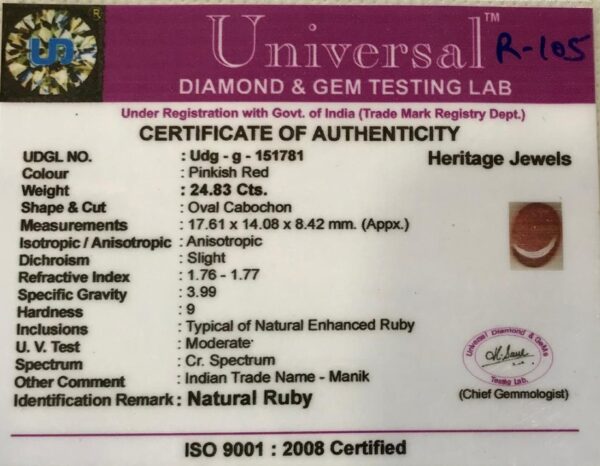 UD
R
Universal™
R-105
DIAMOND & GEM TESTING LAB
Under Registration with Govt. of India (Trade Mark Registry Dept.)
CERTIFICATE OF AUTHENTICITY
UDGL NO. : Udg - g - 151781
Heritage Jewels
Colour : Pinkish Red
Weight : 24.83 Cts.
Shape & Cut : Oval Cabochon
Measurements : 17.61 x 14.08 x 8.42 mm. (Appx.)
Isotropic / Anisotropic : Anisotropic
Dichroism : Slight
Refractive Index : 1.76 - 1.77
Specific Gravity : 3.99
Hardness : 9
Inclusions : Typical of Natural Enhanced Ruby
U. V. Test : Moderate
Spectrum : Cr. Spectrum
Other Comment : Indian Trade Name - Manik
Identification Remark : Natural Ruby
Universal Diamond & Gems
Testing Lab.
(Chief Gemmologist)
ISO 9001 : 2008 Certified